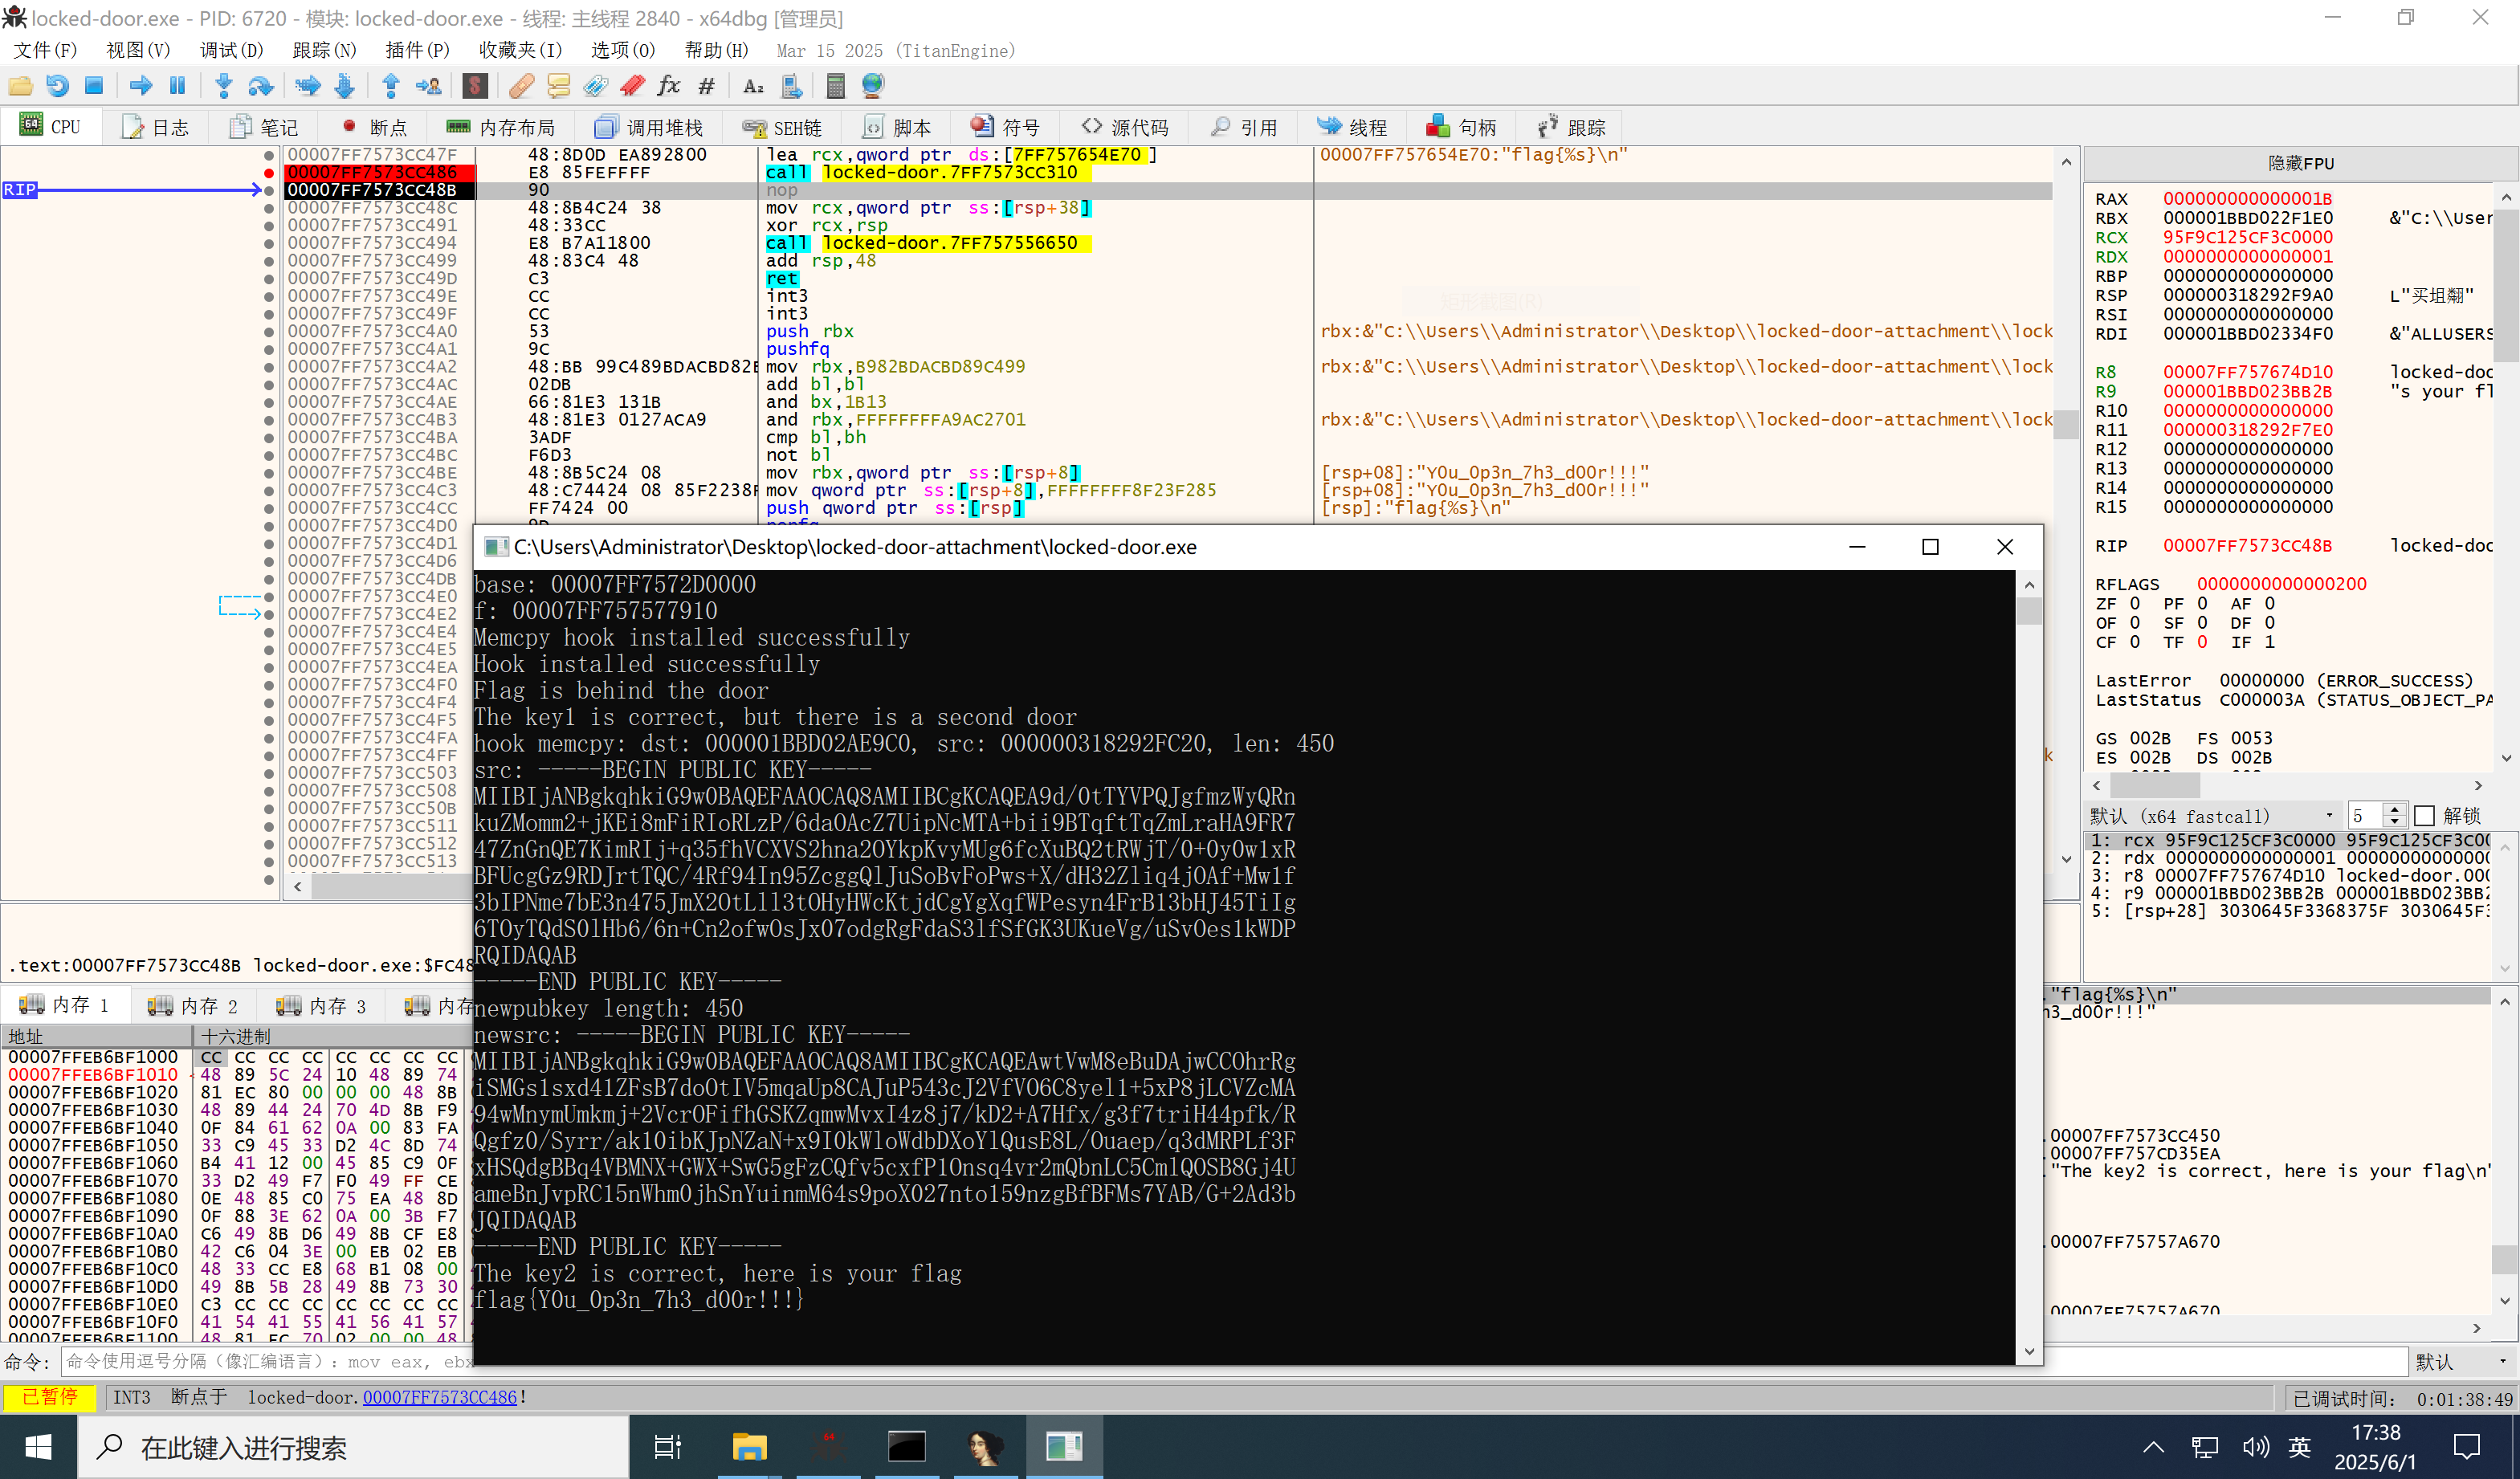 locked-door.exe - PID: 6720 - 模块: locked-door.exe - 线程: 主线程 2840 - x64dbg [管理员]
文件(F) 视图(V) 调试(D) 跟踪(N) 插件(P) 收藏夹(I) 选项(O) 帮助(H) Mar 15 2025 (TitanEngine)
CPU 日志 笔记 断点 内存布局 调用堆栈 SEH链 脚本 符号 源代码 引用 线程 句柄 跟踪
00007FF7573CC47F 48:8D0D EA892800 lea rcx,qword ptr ds:[7FF757654E70] 00007FF757654E70:"flag{%s}\n"
00007FF7573CC486 E8 85FEFFFF call locked-door.7FF7573CC310
RIP 00007FF7573CC48B 90 nop
00007FF7573CC48C 48:8B4C24 38 mov rcx,qword ptr ss:[rsp+38]
00007FF7573CC491 48:33CC xor rcx,rsp
00007FF7573CC494 E8 B7A11800 call locked-door.7FF757556650
00007FF7573CC499 48:83C4 48 add rsp,48
00007FF7573CC49D C3 ret
00007FF7573CC49E CC int3
00007FF7573CC49F CC int3
00007FF7573CC4A0 53 push rbx rbx:&"C:\\Users\\Administrator\\Desktop\\locked-door-attachment\\lock
00007FF7573CC4A1 9C pushfq
00007FF7573CC4A2 48:BB 99C489BDACBD82B mov rbx,B982BDACBD89C499 rbx:&"C:\\Users\\Administrator\\Desktop\\locked-door-attachment\\lock
00007FF7573CC4AC 02DB add bl,bl
00007FF7573CC4AE 66:81E3 131B and bx,1B13
00007FF7573CC4B3 48:81E3 0127ACA9 and rbx,FFFFFFFFA9AC2701 rbx:&"C:\\Users\\Administrator\\Desktop\\locked-door-attachment\\lock
00007FF7573CC4BA 3ADF cmp bl,bh
00007FF7573CC4BC F6D3 not bl
00007FF7573CC4BE 48:8B5C24 08 mov rbx,qword ptr ss:[rsp+8] [rsp+08]:"Y0u_0p3n_7h3_d00r!!!"
00007FF7573CC4C3 48:C74424 08 85F2238F mov qword ptr ss:[rsp+8],FFFFFFFF8F23F285 [rsp+08]:"Y0u_0p3n_7h3_d00r!!!"
00007FF7573CC4CC FF7424 00 push qword ptr ss:[rsp] [rsp]:"flag{%s}\n"
00007FF7573CC4D0
00007FF7573CC4D1
00007FF7573CC4D6
00007FF7573CC4DB
00007FF7573CC4E0
00007FF7573CC4E2
00007FF7573CC4E4
00007FF7573CC4E5
00007FF7573CC4EA
00007FF7573CC4F0
00007FF7573CC4F4
00007FF7573CC4F5
00007FF7573CC4FA
00007FF7573CC4FF
00007FF7573CC503
00007FF7573CC508
00007FF7573CC50B
00007FF7573CC511
00007FF7573CC512
00007FF7573CC513
.text:00007FF7573CC48B locked-door.exe:$FC48
隐藏FPU
RAX 000000000000001B
RBX 000001BBD022F1E0 &"C:\\User
RCX 95F9C125CF3C0000
RDX 0000000000000001
RBP 0000000000000000
RSP 000000318292F9A0 L"买坦翷"
RSI 0000000000000000
RDI 000001BBD02334F0 &"ALLUSERS
R8 00007FF757674D10 locked-doo
R9 000001BBD023BB2B "s your fl
R10 0000000000000000
R11 000000318292F7E0
R12 0000000000000000
R13 0000000000000000
R14 0000000000000000
R15 0000000000000000
RIP 00007FF7573CC48B locked-doo
RFLAGS 0000000000000200
ZF 0 PF 0 AF 0
OF 0 SF 0 DF 0
CF 0 TF 0 IF 1
LastError 00000000 (ERROR_SUCCESS)
LastStatus C000003A (STATUS_OBJECT_PA
GS 002B FS 0053
ES 002B DS 002B
默认 (x64 fastcall) 5 解锁
1: rcx 95F9C125CF3C0000 95F9C125CF3C00
2: rdx 0000000000000001 00000000000000
3: r8 00007FF757674D10 locked-door.000
4: r9 000001BBD023BB2B 000001BBD023BB2
5: [rsp+28] 3030645F3368375F 3030645F3
C:\Users\Administrator\Desktop\locked-door-attachment\locked-door.exe
base: 00007FF7572D0000
f: 00007FF757577910
Memcpy hook installed successfully
Hook installed successfully
Flag is behind the door
The key1 is correct, but there is a second door
hook memcpy: dst: 000001BBD02AE9C0, src: 000000318292FC20, len: 450
src: -----BEGIN PUBLIC KEY-----
MIIBIjANBgkqhkiG9w0BAQEFAAOCAQ8AMIIBCgKCAQEA9d/0tTYVPQJgfmzWyQRn
kuZMomm2+jKEi8mFiRIoRLzP/6daOAcZ7UipNcMTA+bii9BTqftTqZmLraHA9FR7
47ZnGnQE7KimRIj+q35fhVCXVS2hna2OYkpKvyMUg6fcXuBQ2tRWjT/0+0yOw1xR
BFUcgGz9RDJrtTQC/4Rf94In95ZcggQlJuSoBvFoPws+X/dH32Zliq4jOAf+Mw1f
3bIPNme7bE3n475JmX2OtLl13tOHyHWcKtjdCgYgXqfWPesyn4FrB13bHJ45TiIg
6TOyTQdSOlHb6/6n+Cn2ofwOsJxO7odgRgFdaS3lfSfGK3UKueVg/uSvOes1kWDP
RQIDAQAB
-----END PUBLIC KEY-----
newpubkey length: 450
newsrc: -----BEGIN PUBLIC KEY-----
MIIBIjANBgkqhkiG9w0BAQEFAAOCAQ8AMIIBCgKCAQEAwtVwM8eBuDAjwCCOhrRg
iSMGs1sxd41ZFsB7doOtIV5mqaUp8CAJuP543cJ2VfVO6C8yel1+5xP8jLCVZcMA
94wMnymUmkmj+2VcrOFifhGSKZqmwMvxI4z8j7/kD2+A7Hfx/g3f7triH44pfk/R
Qgfz0/Syrr/ak10ibKJpNZaN+x9I0kWloWdbDXoYlQusE8L/Ouaep/q3dMRPLf3F
xHSQdgBBq4VBMNX+GWX+SwG5gFzCQfv5cxfP1Onsq4vr2mQbnLC5CmlQOSB8Gj4U
ameBnJvpRC15nWhm0jhSnYuinmM64s9poX027nto159nzgBfBFMs7YAB/G+2Ad3b
JQIDAQAB
-----END PUBLIC KEY-----
The key2 is correct, here is your flag
flag{Y0u_0p3n_7h3_d00r!!!}
内存 1 内存 2 内存 3 内存
地址 十六进制
00007FFEB6BF1000 CC CC CC CC CC CC CC CC
00007FFEB6BF1010 48 89 5C 24 10 48 89 74
00007FFEB6BF1020 81 EC 80 00 00 00 48 8B
00007FFEB6BF1030 48 89 44 24 70 4D 8B F9
00007FFEB6BF1040 0F 84 61 62 0A 00 83 FA
00007FFEB6BF1050 33 C9 45 33 D2 4C 8D 74
00007FFEB6BF1060 B4 41 12 00 45 85 C9 0F
00007FFEB6BF1070 33 D2 49 F7 F0 49 FF CE
00007FFEB6BF1080 0E 48 85 C0 75 EA 48 8D
00007FFEB6BF1090 0F 88 3E 62 0A 00 3B F7
00007FFEB6BF10A0 C6 49 8B D6 49 8B CF E8
00007FFEB6BF10B0 42 C6 04 3E 00 EB 02 EB
00007FFEB6BF10C0 48 33 CC E8 68 B1 08 00
00007FFEB6BF10D0 49 8B 5B 28 49 8B 73 30
00007FFEB6BF10E0 C3 CC CC CC CC CC CC CC
00007FFEB6BF10F0 41 54 41 55 41 56 41 57
00007FFEB6BF1100 48 81 EC 70 02 00 00 48
"flag{%s}\n"
h3_d00r!!!"
.00007FF7573CC450
.00007FF757CD35EA
"The key2 is correct, here is your flag\n"
.00007FF75757A670
.00007FF75757A670
命令: 命令使用逗号分隔（像汇编语言）: mov eax, ebx 默认
已暂停 INT3 断点于 locked-door.00007FF7573CC486! 已调试时间: 0:01:38:49
在此键入进行搜索 英 17:38
2025/6/1